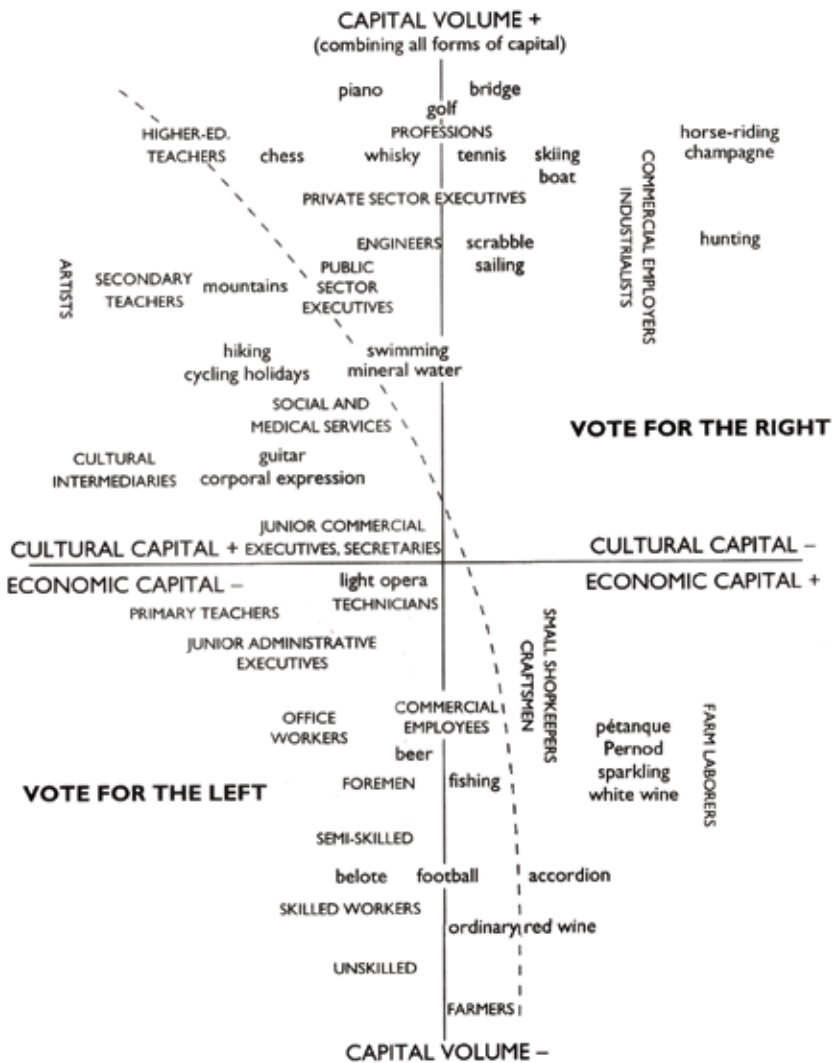 CAPITAL VOLUME +
(combining all forms of capital)
piano
bridge
golf
PROFESSIONS
HIGHER-ED.
TEACHERS
chess
whisky
tennis
skiing
boat
horse-riding
champagne
PRIVATE SECTOR EXECUTIVES
COMMERCIAL EMPLOYERS
INDUSTRIALISTS
ENGINEERS
scrabble
sailing
hunting
ARTISTS
SECONDARY
TEACHERS
mountains
PUBLIC
SECTOR
EXECUTIVES
hiking
cycling holidays
swimming
mineral water
SOCIAL AND
MEDICAL SERVICES
VOTE FOR THE RIGHT
CULTURAL
INTERMEDIARIES
guitar
corporal expression
JUNIOR COMMERCIAL
EXECUTIVES, SECRETARIES
CULTURAL CAPITAL +
CULTURAL CAPITAL –
ECONOMIC CAPITAL –
ECONOMIC CAPITAL +
light opera
TECHNICIANS
PRIMARY TEACHERS
JUNIOR ADMINISTRATIVE
EXECUTIVES
SMALL SHOPKEEPERS
CRAFTSMEN
OFFICE
WORKERS
COMMERCIAL
EMPLOYEES
beer
pétanque
Pernod
sparkling
white wine
FARM LABORERS
VOTE FOR THE LEFT
FOREMEN
fishing
SEMI-SKILLED
belote
football
accordion
SKILLED WORKERS
ordinary red wine
UNSKILLED
FARMERS
CAPITAL VOLUME –